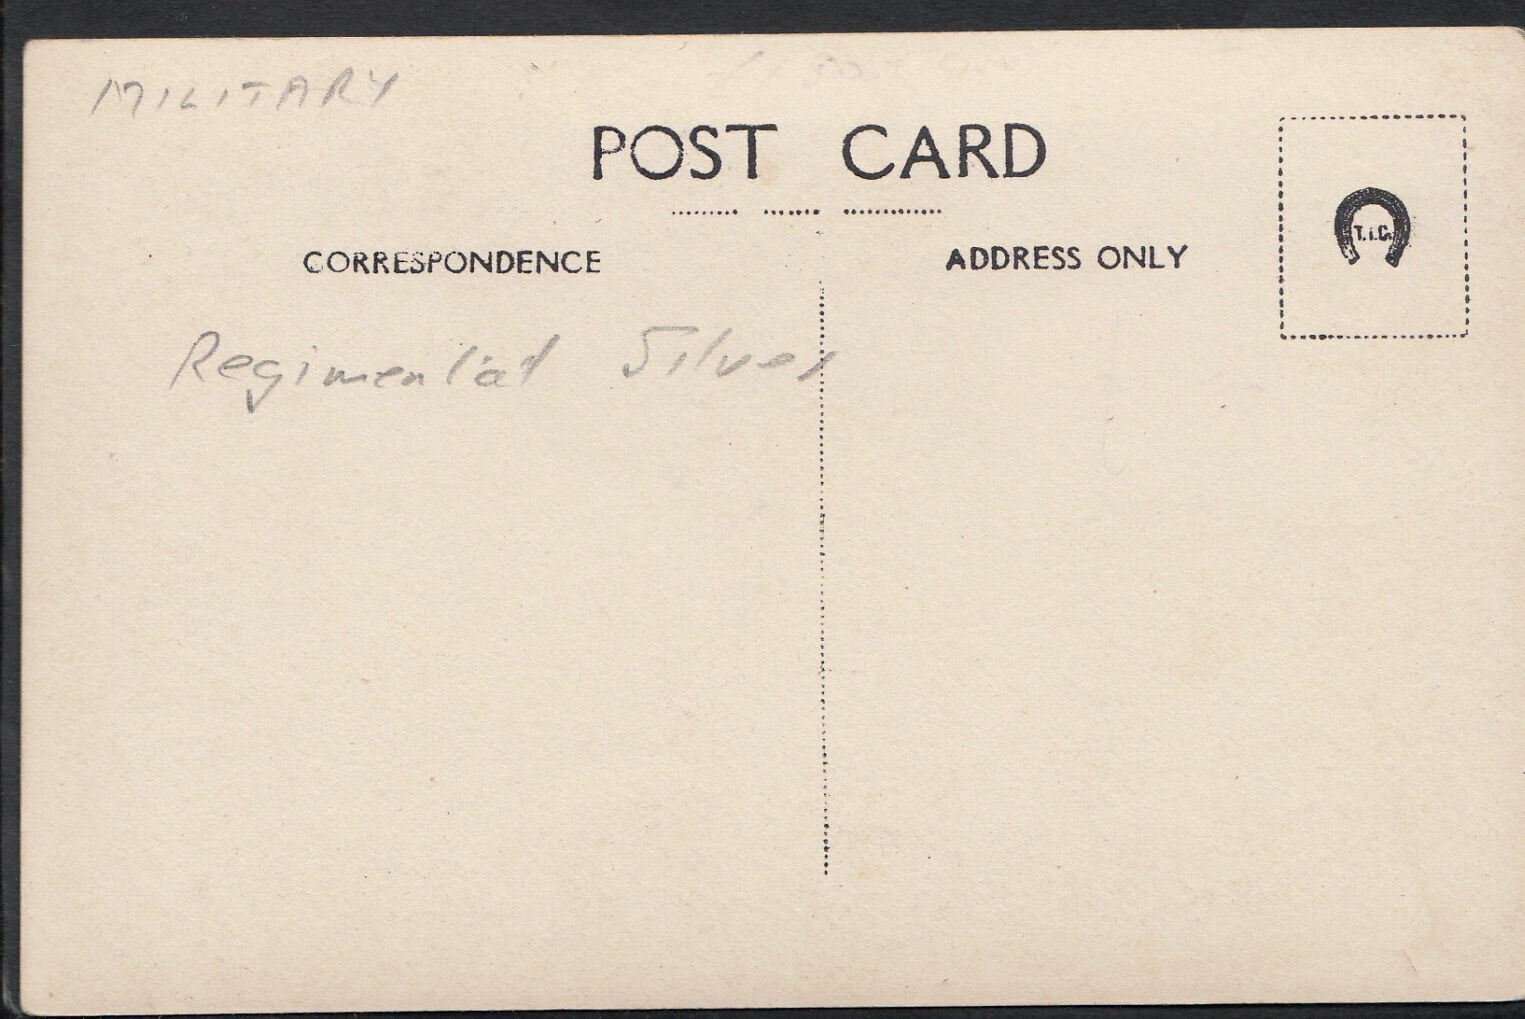 MILITARY
POST CARD
CORRESPONDENCE
ADDRESS ONLY
T.I.C.
Regimental Silver